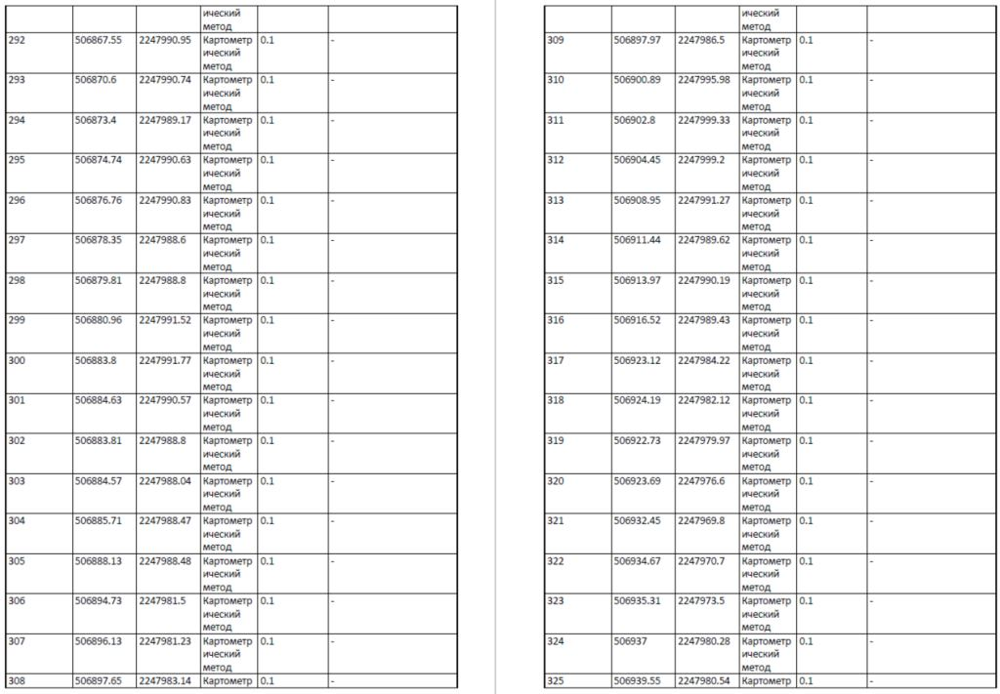 ический
метод
292 506867.55 2247990.95 Картометр 0.1 -
ический
метод
293 506870.6 2247990.74 Картометр 0.1 -
ический
метод
294 506873.4 2247989.17 Картометр 0.1 -
ический
метод
295 506874.74 2247990.63 Картометр 0.1 -
ический
метод
296 506876.76 2247990.83 Картометр 0.1 -
ический
метод
297 506878.35 2247988.6 Картометр 0.1 -
ический
метод
298 506879.81 2247988.8 Картометр 0.1 -
ический
метод
299 506880.96 2247991.52 Картометр 0.1 -
ический
метод
300 506883.8 2247991.77 Картометр 0.1 -
ический
метод
301 506884.63 2247990.57 Картометр 0.1 -
ический
метод
302 506883.81 2247988.8 Картометр 0.1 -
ический
метод
303 506884.57 2247988.04 Картометр 0.1 -
ический
метод
304 506885.71 2247988.47 Картометр 0.1 -
ический
метод
305 506888.13 2247988.48 Картометр 0.1 -
ический
метод
306 506894.73 2247981.5 Картометр 0.1 -
ический
метод
307 506896.13 2247981.23 Картометр 0.1 -
ический
метод
308 506897.65 2247983.14 Картометр 0.1 -
ический
метод
309 506897.97 2247986.5 Картометр 0.1 -
ический
метод
310 506900.89 2247995.98 Картометр 0.1 -
ический
метод
311 506902.8 2247999.33 Картометр 0.1 -
ический
метод
312 506904.45 2247999.2 Картометр 0.1 -
ический
метод
313 506908.95 2247991.27 Картометр 0.1 -
ический
метод
314 506911.44 2247989.62 Картометр 0.1 -
ический
метод
315 506913.97 2247990.19 Картометр 0.1 -
ический
метод
316 506916.52 2247989.43 Картометр 0.1 -
ический
метод
317 506923.12 2247984.22 Картометр 0.1 -
ический
метод
318 506924.19 2247982.12 Картометр 0.1 -
ический
метод
319 506922.73 2247979.97 Картометр 0.1 -
ический
метод
320 506923.69 2247976.6 Картометр 0.1 -
ический
метод
321 506932.45 2247969.8 Картометр 0.1 -
ический
метод
322 506934.67 2247970.7 Картометр 0.1 -
ический
метод
323 506935.31 2247973.5 Картометр 0.1 -
ический
метод
324 506937 2247980.28 Картометр 0.1 -
ический
метод
325 506939.55 2247980.54 Картометр 0.1 -